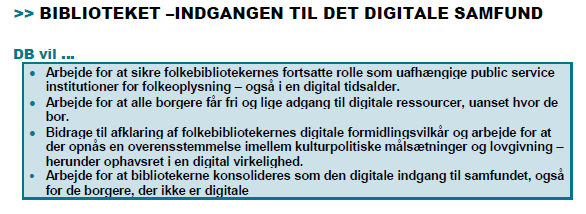 >> BIBLIOTEKET –INDGANGEN TIL DET DIGITALE SAMFUND
DB vil ...
• Arbejde for at sikre folkebibliotekernes fortsatte rolle som uafhængige public service
institutioner for folkeoplysning – også i en digital tidsalder.
• Arbejde for at alle borgere får fri og lige adgang til digitale ressourcer, uanset hvor de
bor.
• Bidrage til afklaring af folkebibliotekernes digitale formidlingsvilkår og arbejde for at
der opnås en overensstemmelse imellem kulturpolitiske målsætninger og lovgivning –
herunder ophavsret i en digital virkelighed.
• Arbejde for at bibliotekerne konsolideres som den digitale indgang til samfundet, også
for de borgere, der ikke er digitale